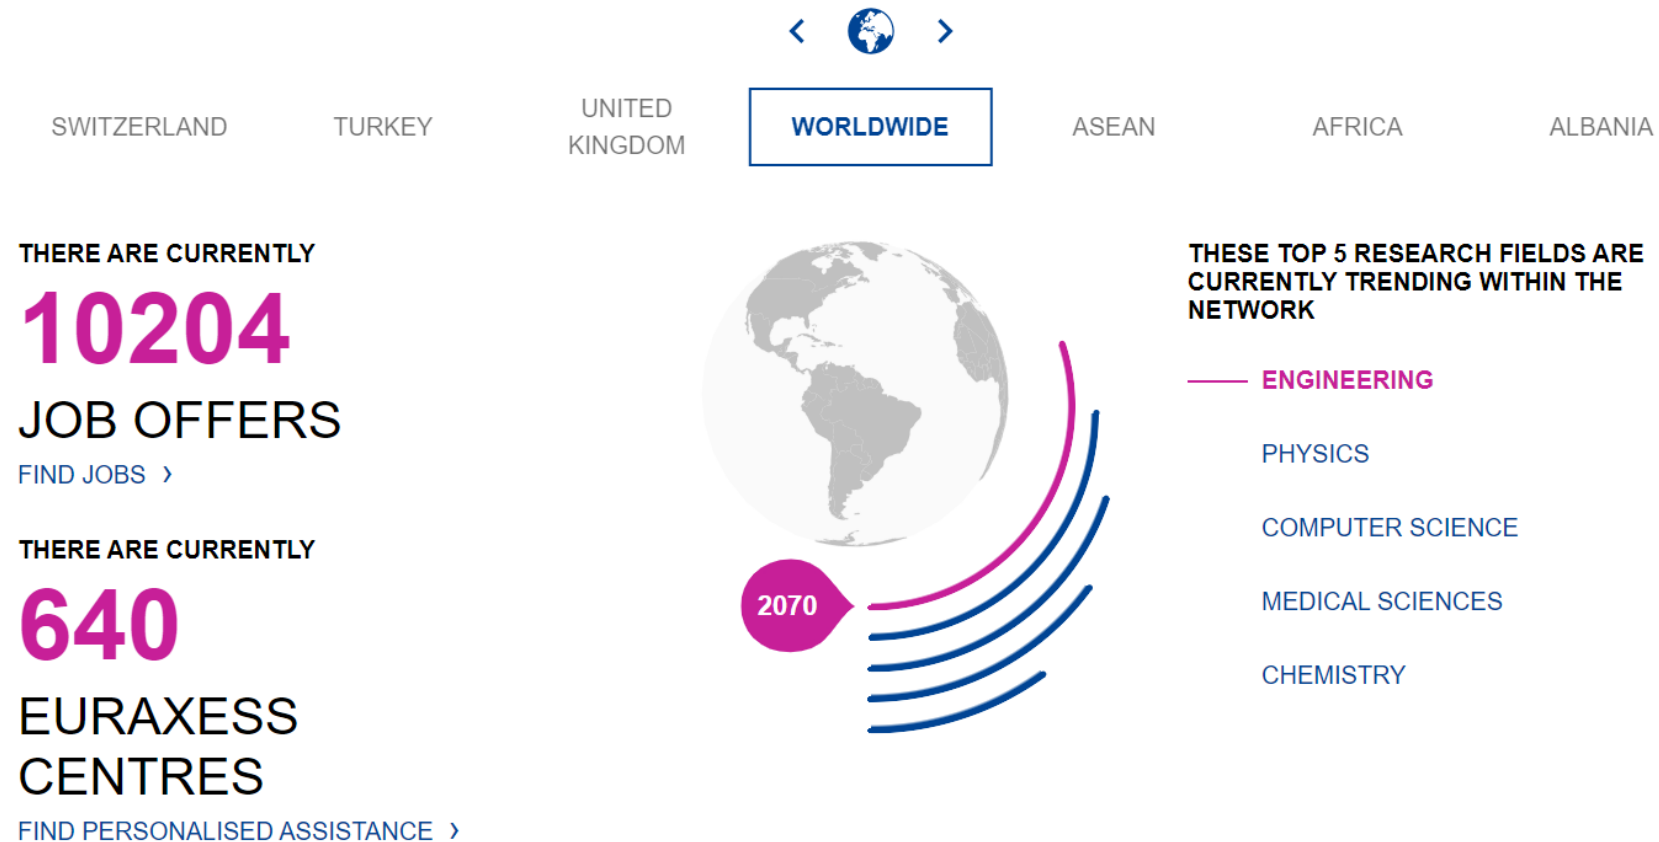 SWITZERLAND
TURKEY
UNITED
KINGDOM
WORLDWIDE
ASEAN
AFRICA
ALBANIA
THERE ARE CURRENTLY
10204
JOB OFFERS
FIND JOBS ›
THERE ARE CURRENTLY
640
EURAXESS
CENTRES
FIND PERSONALISED ASSISTANCE ›
2070
THESE TOP 5 RESEARCH FIELDS ARE
CURRENTLY TRENDING WITHIN THE
NETWORK
ENGINEERING
PHYSICS
COMPUTER SCIENCE
MEDICAL SCIENCES
CHEMISTRY